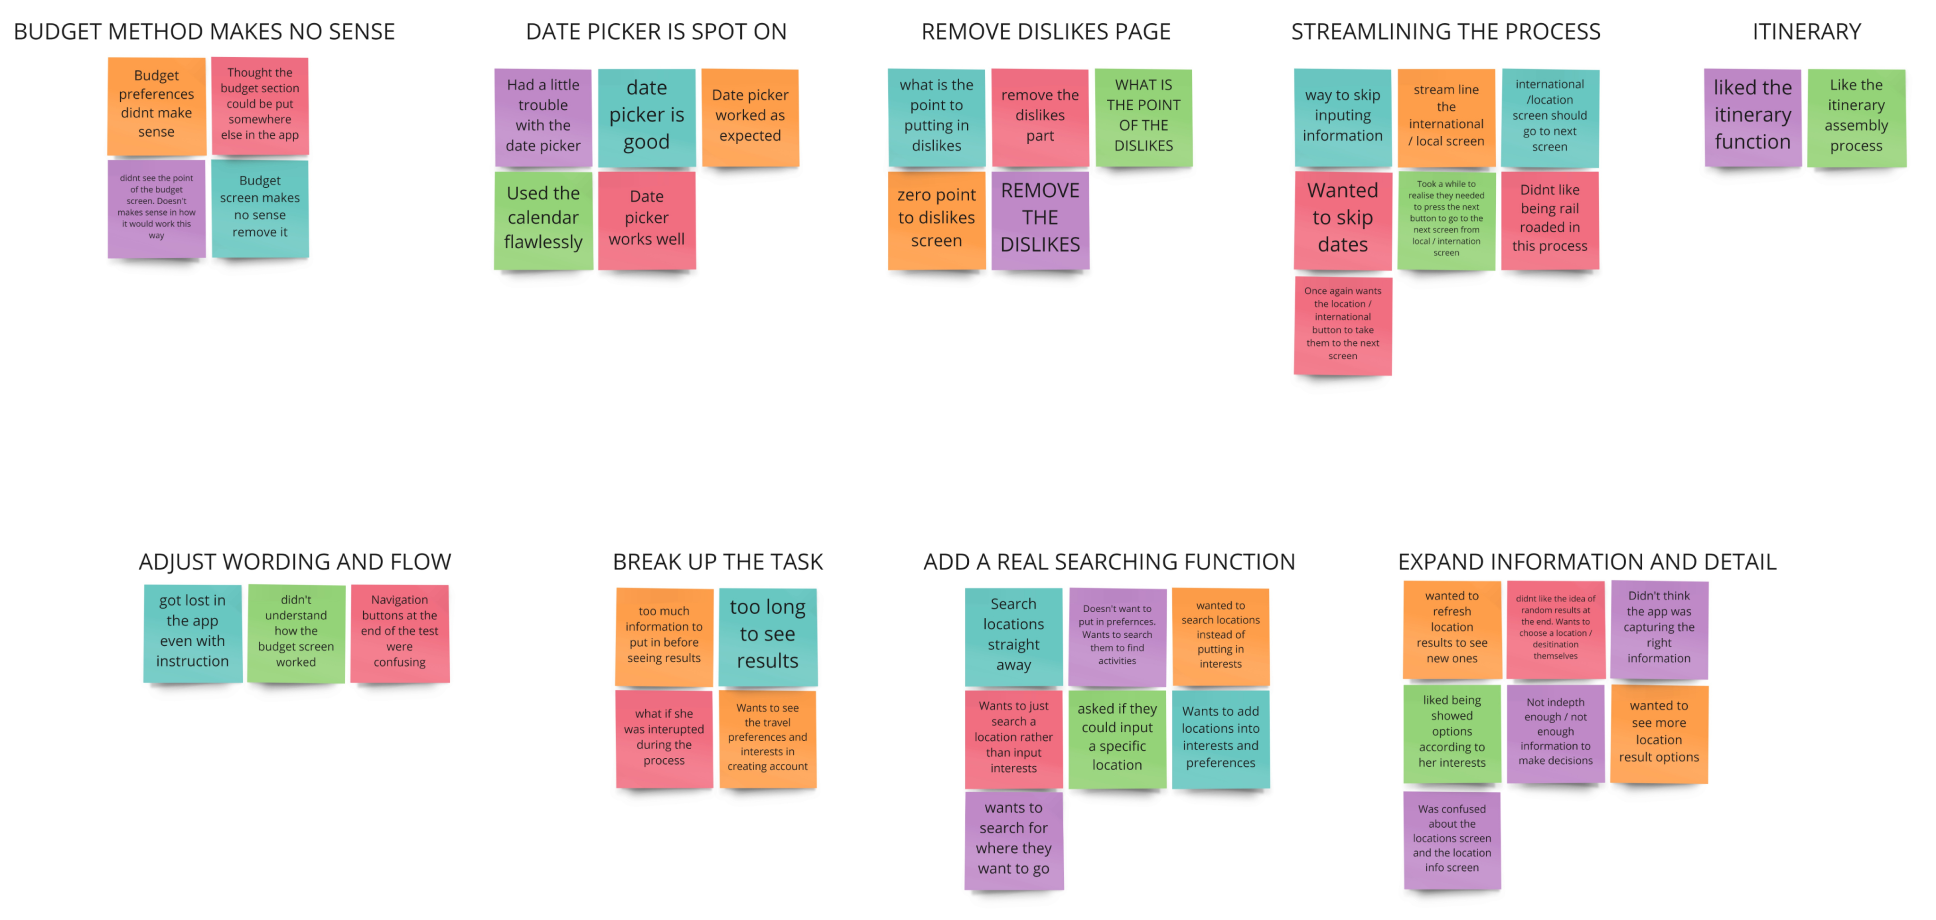 BUDGET METHOD MAKES NO SENSE
Budget
preferences
didnt make
sense
Thought the
budget section
could be put
somewhere
else in the app
didnt see the point
of the budget
screen. Doesn't
makes sense in how
it would work this
way
Budget
screen makes
no sense
remove it
DATE PICKER IS SPOT ON
Had a little
trouble
with the
date picker
date
picker is
good
Date picker
worked as
expected
Used the
calendar
flawlessly
Date
picker
works well
REMOVE DISLIKES PAGE
what is the
point to
putting in
dislikes
remove the
dislikes
part
WHAT IS
THE POINT
OF THE
DISLIKES
zero point
to dislikes
screen
REMOVE
THE
DISLIKES
STREAMLINING THE PROCESS
way to skip
inputing
information
stream line
the
international
/ local screen
international
/location
screen should
go to next
screen
Wanted
to skip
dates
Took a while to
realise they needed
to press the next
button to go to the
next screen from
local / internation
screen
Didnt like
being rail
roaded in
this process
Once again wants
the location /
international
button to take
them to the next
screen
ITINERARY
liked the
itinerary
function
Like the
itinerary
assembly
process
ADJUST WORDING AND FLOW
got lost in
the app
even with
instruction
didn't
understand
how the
budget screen
worked
Navigation
buttons at the
end of the test
were
confusing
BREAK UP THE TASK
too much
information to
put in before
seeing results
too long
to see
results
what if she
was interupted
during the
process
Wants to see
the travel
preferences and
interests in
creating account
ADD A REAL SEARCHING FUNCTION
Search
locations
straight
away
Doesn't want to
put in prefernces.
Wants to search
them to find
activities
wanted to
search locations
instead of
putting in
interests
Wants to just
search a
location rather
than input
interests
asked if they
could input
a specific
location
Wants to add
locations into
interests and
preferences
wants to
search for
where they
want to go
EXPAND INFORMATION AND DETAIL
wanted to
refresh
location
results to see
new ones
didnt like the idea of
random results at
the end. Wants to
choose a location /
desitination
themselves
Didn't think
the app was
capturing the
right
information
liked being
showed
options
according to
her interests
Not indepth
enough / not
enough
information to
make decisions
wanted to
see more
location
result options
Was confused
about the
locations screen
and the location
info screen